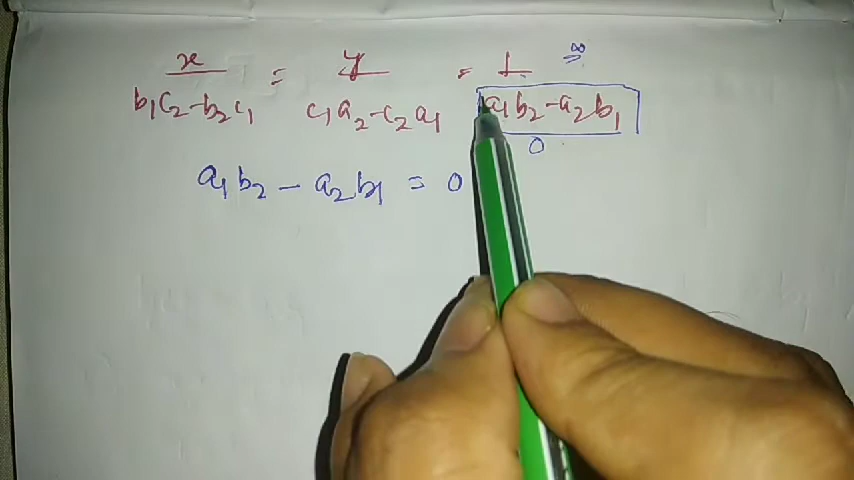 x / b₁c₂-b₂c₁ = y / c₁a₂-c₂a₁ = 1 / a₁b₂-a₂b₁ ∞
0
a₁b₂ - a₂b₁ = 0